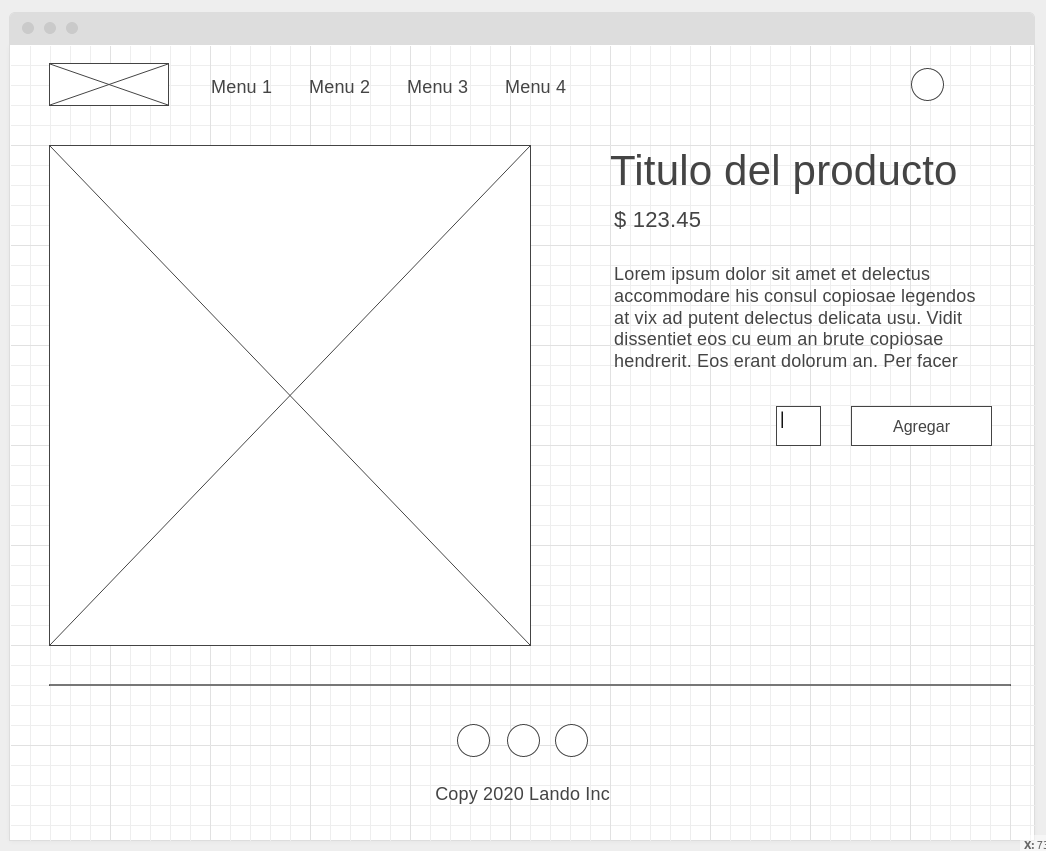 Menu 1 Menu 2 Menu 3 Menu 4
Titulo del producto
$ 123.45
Lorem ipsum dolor sit amet et delectus
accommodare his consul copiosae legendos
at vix ad putent delectus delicata usu. Vidit
dissentiet eos cu eum an brute copiosae
hendrerit. Eos erant dolorum an. Per facer
Agregar
Copy 2020 Lando Inc
X: 73